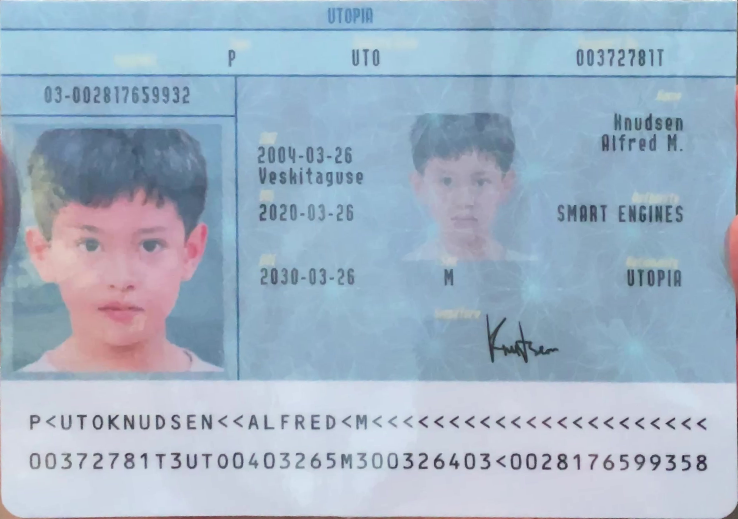 UTOPIA
P UTO 00372781T
03-002817659932
Knudsen
Alfred M.
2004-03-26
Veskitaguse
2020-03-26 SMART ENGINES
2030-03-26 M UTOPIA
Knudsen
P<UTOKNUDSEN<<ALFRED<M<<<<<<<<<<<<<<<<<<<<<<
00372781T3UTO0403265M300326403<0028176599358